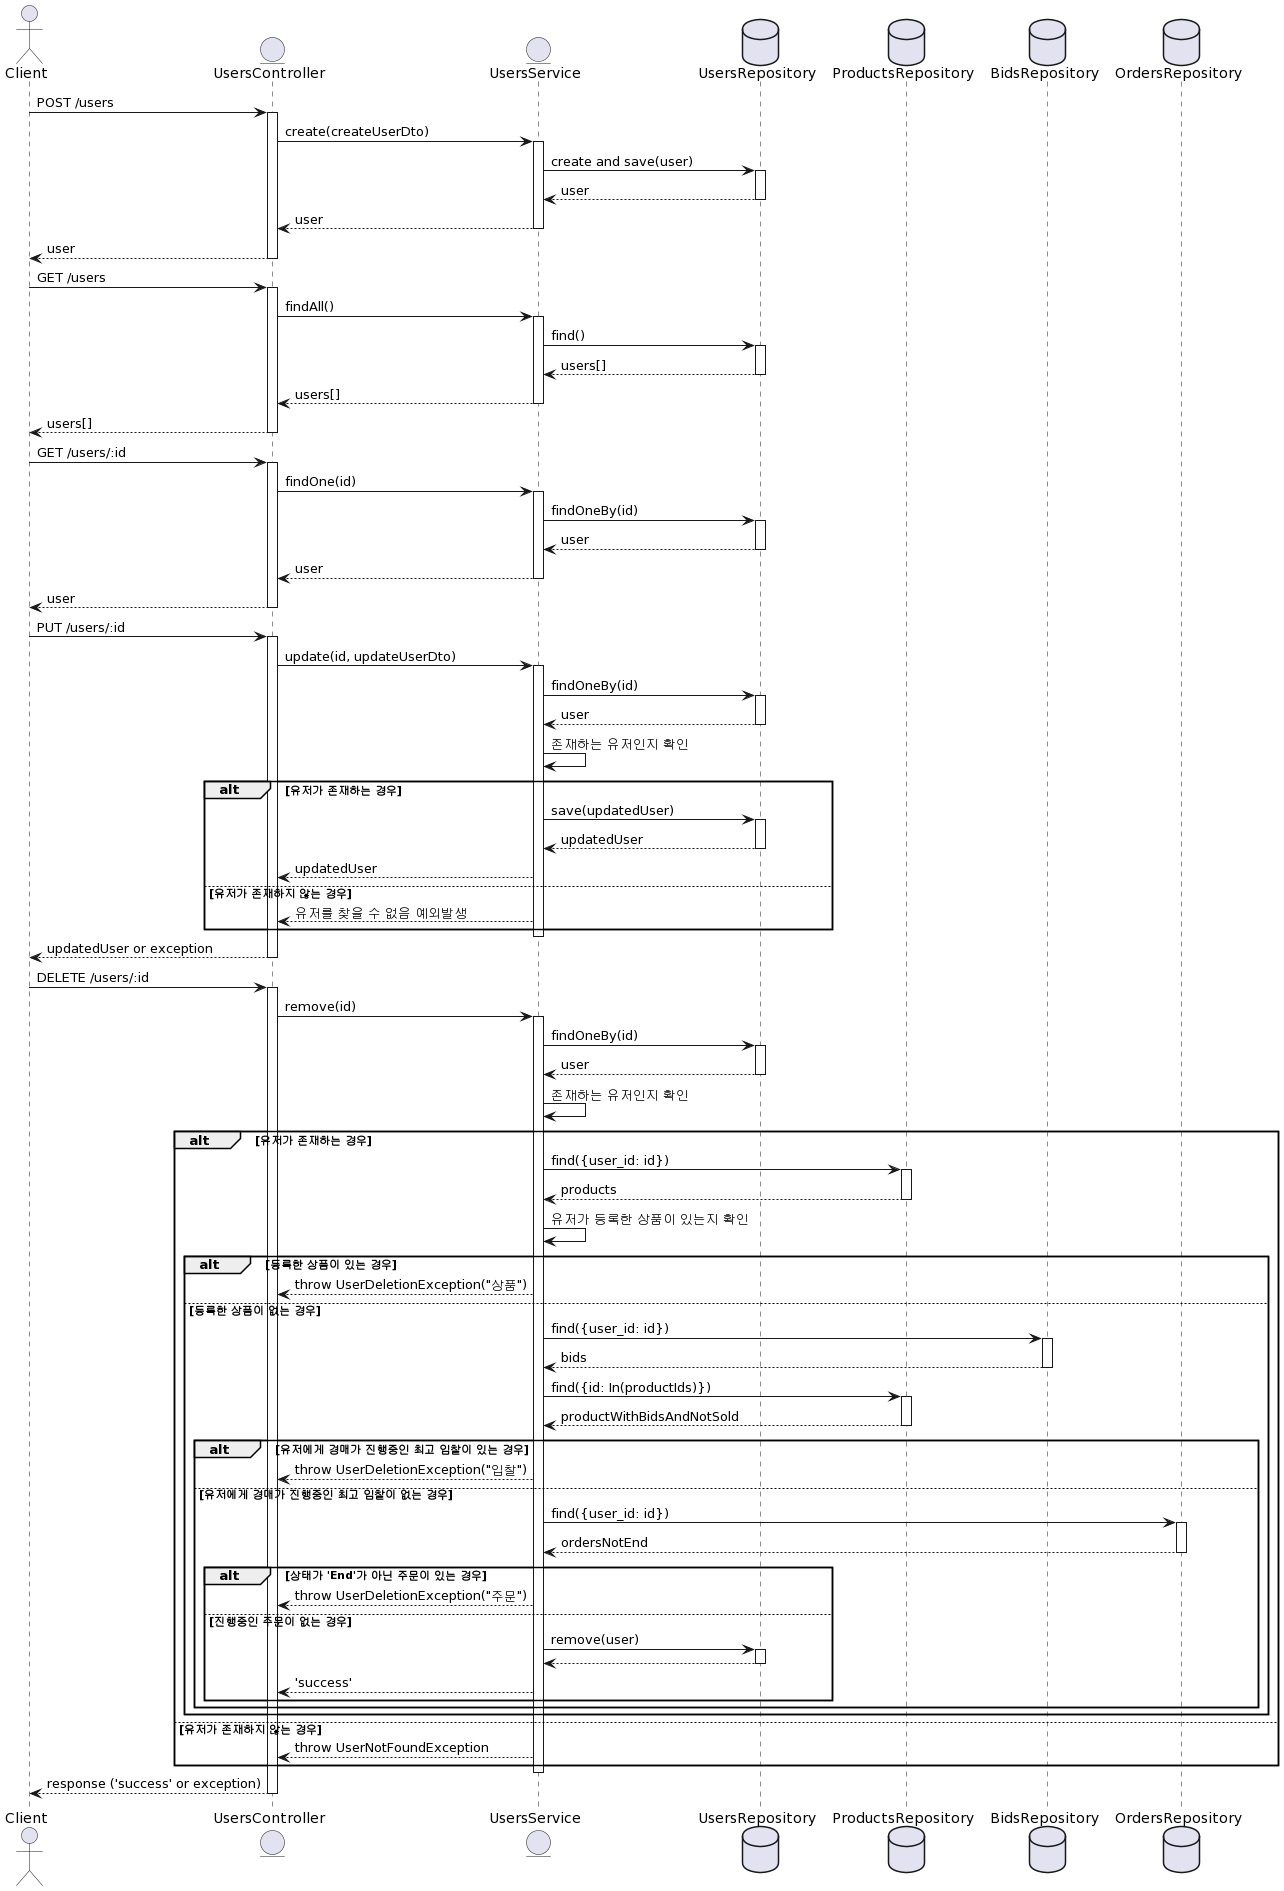 Client
UsersController
UsersService
UsersRepository
ProductsRepository
BidsRepository
OrdersRepository
POST /users
create(createUserDto)
create and save(user)
user
user
user
GET /users
findAll()
find()
users[]
users[]
users[]
GET /users/:id
findOne(id)
findOneBy(id)
user
user
user
PUT /users/:id
update(id, updateUserDto)
findOneBy(id)
user
존재하는 유저인지 확인
alt [유저가 존재하는 경우]
save(updatedUser)
updatedUser
updatedUser
[유저가 존재하지 않는 경우]
유저를 찾을 수 없음 예외발생
updatedUser or exception
DELETE /users/:id
remove(id)
findOneBy(id)
user
존재하는 유저인지 확인
alt [유저가 존재하는 경우]
find({user_id: id})
products
유저가 등록한 상품이 있는지 확인
alt [등록한 상품이 있는 경우]
throw UserDeletionException("상품")
[등록한 상품이 없는 경우]
find({user_id: id})
bids
find({id: In(productIds)})
productWithBidsAndNotSold
alt [유저에게 경매가 진행중인 최고 입찰이 있는 경우]
throw UserDeletionException("입찰")
[유저에게 경매가 진행중인 최고 입찰이 없는 경우]
find({user_id: id})
ordersNotEnd
alt [상태가 'End'가 아닌 주문이 있는 경우]
throw UserDeletionException("주문")
[진행중인 주문이 없는 경우]
remove(user)
'success'
[유저가 존재하지 않는 경우]
throw UserNotFoundException
response ('success' or exception)
Client
UsersController
UsersService
UsersRepository
ProductsRepository
BidsRepository
OrdersRepository